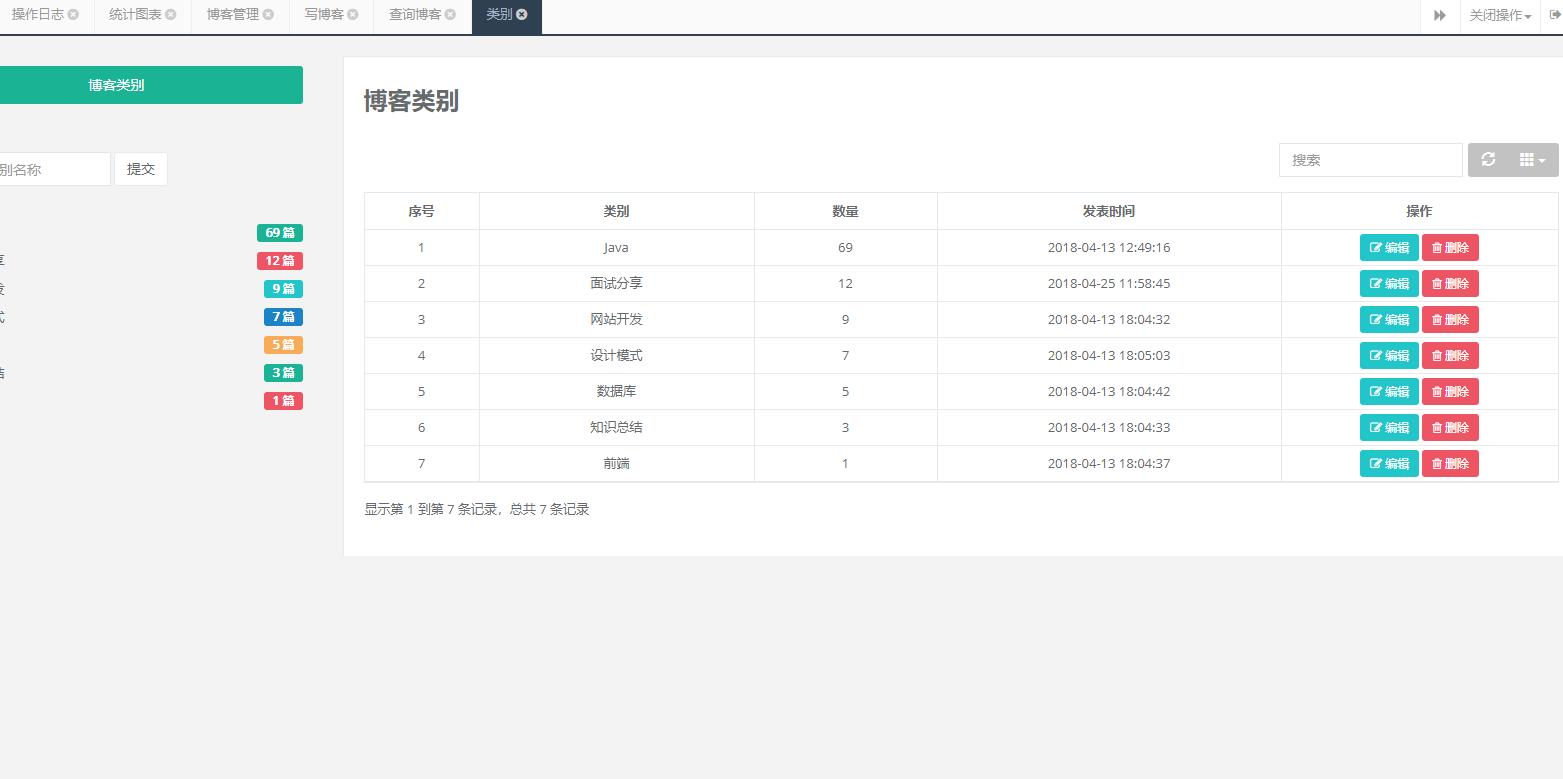 操作日志 统计图表 博客管理 写博客 查询博客 类别 关闭操作
博客类别
别名称 提交
69 篇
享 12 篇
发 9 篇
式 7 篇
5 篇
结 3 篇
1 篇
博客类别
搜索
序号 类别 数量 发表时间 操作
1 Java 69 2018-04-13 12:49:16 编辑 删除
2 面试分享 12 2018-04-25 11:58:45 编辑 删除
3 网站开发 9 2018-04-13 18:04:32 编辑 删除
4 设计模式 7 2018-04-13 18:05:03 编辑 删除
5 数据库 5 2018-04-13 18:04:42 编辑 删除
6 知识总结 3 2018-04-13 18:04:33 编辑 删除
7 前端 1 2018-04-13 18:04:37 编辑 删除
显示第 1 到第 7 条记录，总共 7 条记录